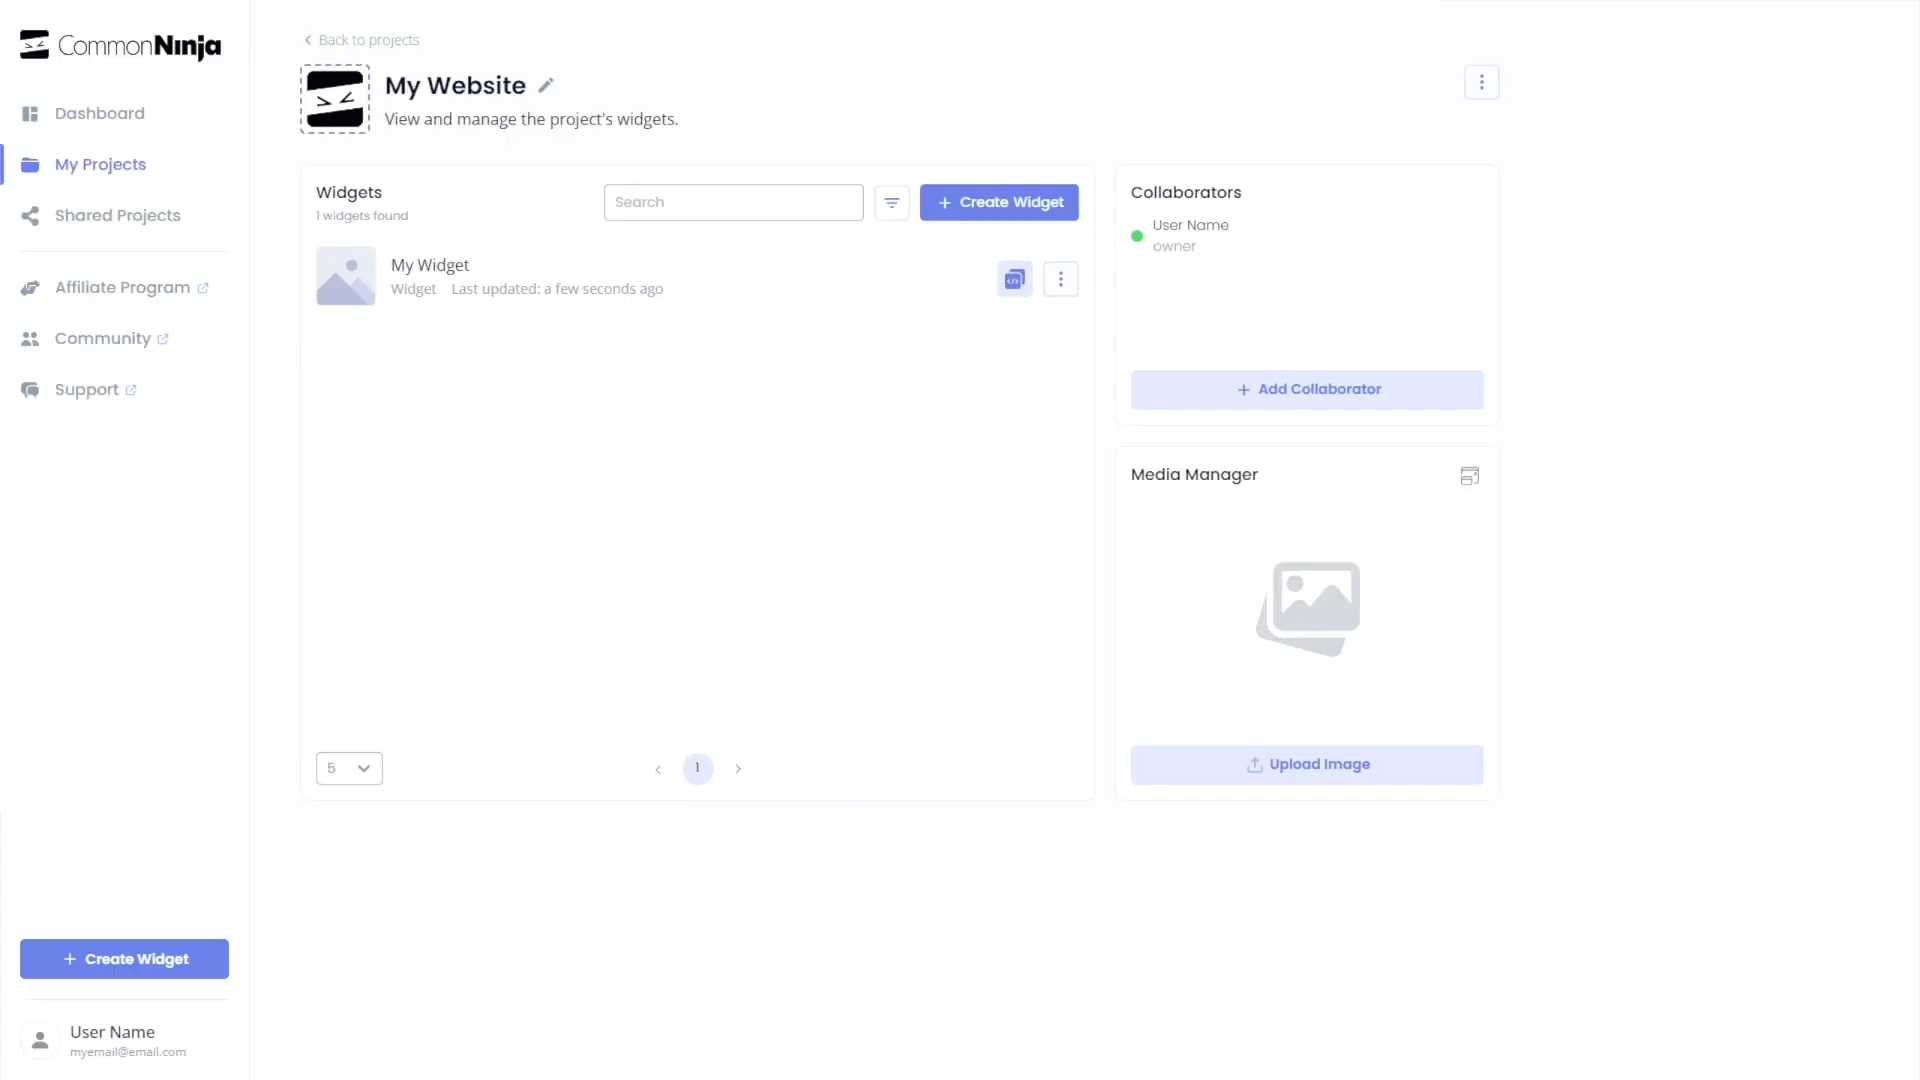 CommonNinja
Dashboard
My Projects
Shared Projects
Affiliate Program
Community
Support
Create Widget
User Name
myemail@email.com
Back to projects
My Website
View and manage the project's widgets.
Widgets
1 widgets found
Search
Create Widget
My Widget
Widget Last updated: a few seconds ago
5
1
Collaborators
User Name
owner
Add Collaborator
Media Manager
Upload Image